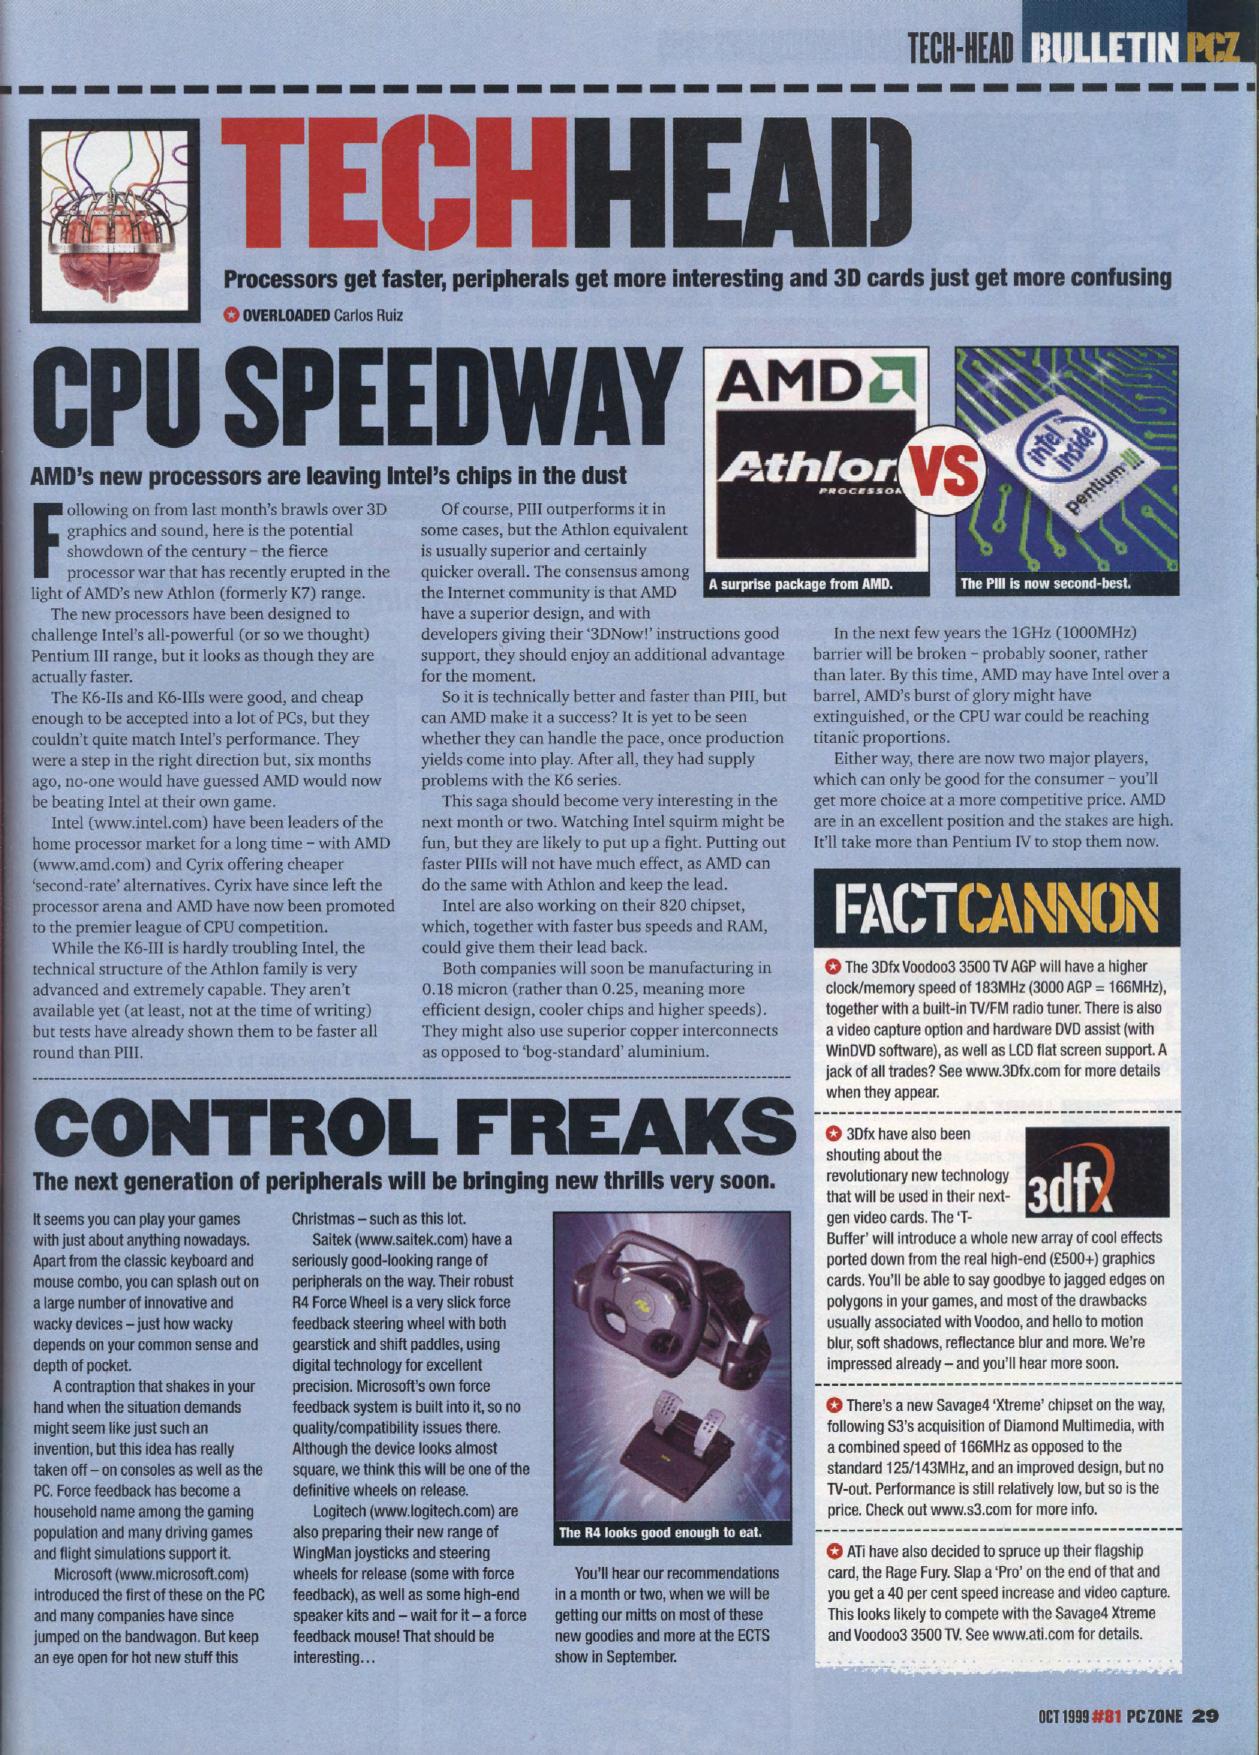 TECH-HEAD BULLETIN PCZ
TECHHEAD
Processors get faster, peripherals get more interesting and 3D cards just get more confusing
OVERLOADED Carlos Ruiz
CPU SPEEDWAY
AMD's new processors are leaving Intel's chips in the dust
Following on from last month's brawls over 3D
graphics and sound, here is the potential
showdown of the century – the fierce
processor war that has recently erupted in the
light of AMD's new Athlon (formerly K7) range.
The new processors have been designed to
challenge Intel's all-powerful (or so we thought)
Pentium III range, but it looks as though they are
actually faster.
The K6-IIs and K6-IIIs were good, and cheap
enough to be accepted into a lot of PCs, but they
couldn't quite match Intel's performance. They
were a step in the right direction but, six months
ago, no-one would have guessed AMD would now
be beating Intel at their own game.
Intel (www.intel.com) have been leaders of the
home processor market for a long time – with AMD
(www.amd.com) and Cyrix offering cheaper
'second-rate' alternatives. Cyrix have since left the
processor arena and AMD have now been promoted
to the premier league of CPU competition.
While the K6-III is hardly troubling Intel, the
technical structure of the Athlon family is very
advanced and extremely capable. They aren't
available yet (at least, not at the time of writing)
but tests have already shown them to be faster all
round than PIII.
Of course, PIII outperforms it in
some cases, but the Athlon equivalent
is usually superior and certainly
quicker overall. The consensus among
the Internet community is that AMD
have a superior design, and with
developers giving their '3DNow!' instructions good
support, they should enjoy an additional advantage
for the moment.
So it is technically better and faster than PIII, but
can AMD make it a success? It is yet to be seen
whether they can handle the pace, once production
yields come into play. After all, they had supply
problems with the K6 series.
This saga should become very interesting in the
next month or two. Watching Intel squirm might be
fun, but they are likely to put up a fight. Putting out
faster PIIIs will not have much effect, as AMD can
do the same with Athlon and keep the lead.
Intel are also working on their 820 chipset,
which, together with faster bus speeds and RAM,
could give them their lead back.
Both companies will soon be manufacturing in
0.18 micron (rather than 0.25, meaning more
efficient design, cooler chips and higher speeds).
They might also use superior copper interconnects
as opposed to 'bog-standard' aluminium.
AMD
Athlon
PROCESSOR
VS
intel inside
pentium III
A surprise package from AMD.
The PIII is now second-best.
In the next few years the 1GHz (1000MHz)
barrier will be broken – probably sooner, rather
than later. By this time, AMD may have Intel over a
barrel, AMD's burst of glory might have
extinguished, or the CPU war could be reaching
titanic proportions.
Either way, there are now two major players,
which can only be good for the consumer – you'll
get more choice at a more competitive price. AMD
are in an excellent position and the stakes are high.
It'll take more than Pentium IV to stop them now.
CONTROL FREAKS
The next generation of peripherals will be bringing new thrills very soon.
It seems you can play your games
with just about anything nowadays.
Apart from the classic keyboard and
mouse combo, you can splash out on
a large number of innovative and
wacky devices – just how wacky
depends on your common sense and
depth of pocket.
A contraption that shakes in your
hand when the situation demands
might seem like just such an
invention, but this idea has really
taken off – on consoles as well as the
PC. Force feedback has become a
household name among the gaming
population and many driving games
and flight simulations support it.
Microsoft (www.microsoft.com)
introduced the first of these on the PC
and many companies have since
jumped on the bandwagon. But keep
an eye open for hot new stuff this
Christmas – such as this lot.
Saitek (www.saitek.com) have a
seriously good-looking range of
peripherals on the way. Their robust
R4 Force Wheel is a very slick force
feedback steering wheel with both
gearstick and shift paddles, using
digital technology for excellent
precision. Microsoft's own force
feedback system is built into it, so no
quality/compatibility issues there.
Although the device looks almost
square, we think this will be one of the
definitive wheels on release.
Logitech (www.logitech.com) are
also preparing their new range of
WingMan joysticks and steering
wheels for release (some with force
feedback), as well as some high-end
speaker kits and – wait for it – a force
feedback mouse! That should be
interesting...
The R4 looks good enough to eat.
You'll hear our recommendations
in a month or two, when we will be
getting our mitts on most of these
new goodies and more at the ECTS
show in September.
FACTCANNON
The 3Dfx Voodoo3 3500 TV AGP will have a higher
clock/memory speed of 183MHz (3000 AGP = 166MHz),
together with a built-in TV/FM radio tuner. There is also
a video capture option and hardware DVD assist (with
WinDVD software), as well as LCD flat screen support. A
jack of all trades? See www.3Dfx.com for more details
when they appear.
3Dfx have also been
shouting about the
revolutionary new technology
that will be used in their next-
gen video cards. The 'T-
Buffer' will introduce a whole new array of cool effects
ported down from the real high-end (£500+) graphics
cards. You'll be able to say goodbye to jagged edges on
polygons in your games, and most of the drawbacks
usually associated with Voodoo, and hello to motion
blur, soft shadows, reflectance blur and more. We're
impressed already – and you'll hear more soon.
3dfx
There's a new Savage4 'Xtreme' chipset on the way,
following S3's acquisition of Diamond Multimedia, with
a combined speed of 166MHz as opposed to the
standard 125/143MHz, and an improved design, but no
TV-out. Performance is still relatively low, but so is the
price. Check out www.s3.com for more info.
ATi have also decided to spruce up their flagship
card, the Rage Fury. Slap a 'Pro' on the end of that and
you get a 40 per cent speed increase and video capture.
This looks likely to compete with the Savage4 Xtreme
and Voodoo3 3500 TV. See www.ati.com for details.
OCT 1999 #81 PC ZONE 29